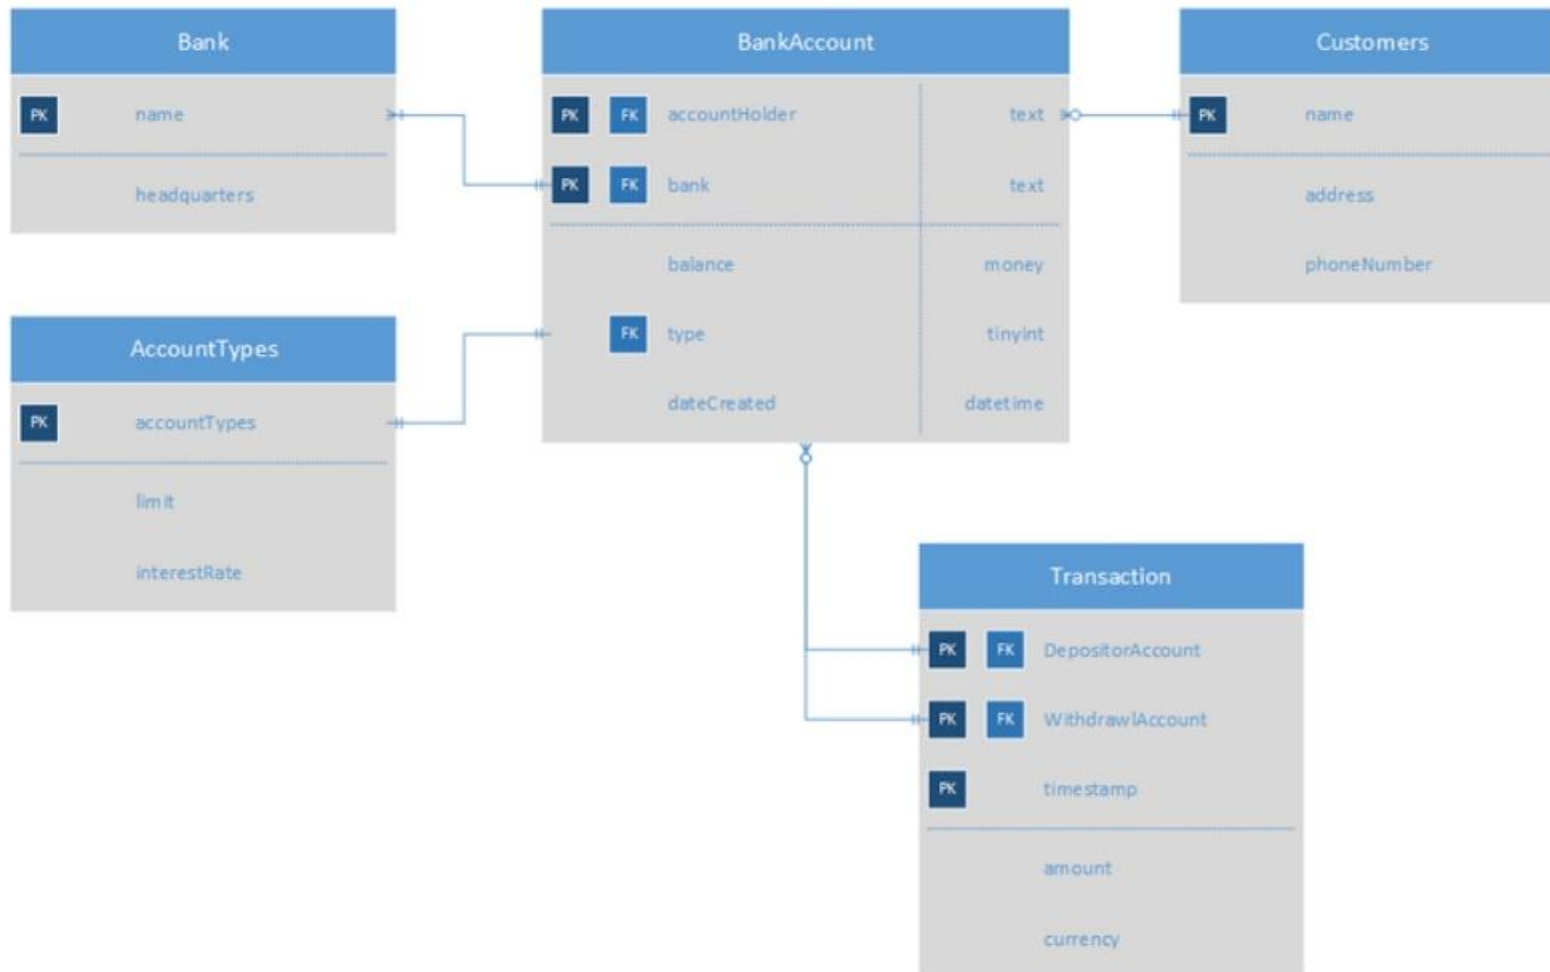 Bank
PK name
headquarters
BankAccount
PK FK accountHolder text
PK FK bank text
balance money
FK type tinyint
dateCreated datetime
Customers
PK name
address
phoneNumber
AccountTypes
PK accountTypes
limit
interestRate
Transaction
PK FK DepositorAccount
PK FK WithdrawlAccount
PK timestamp
amount
currency